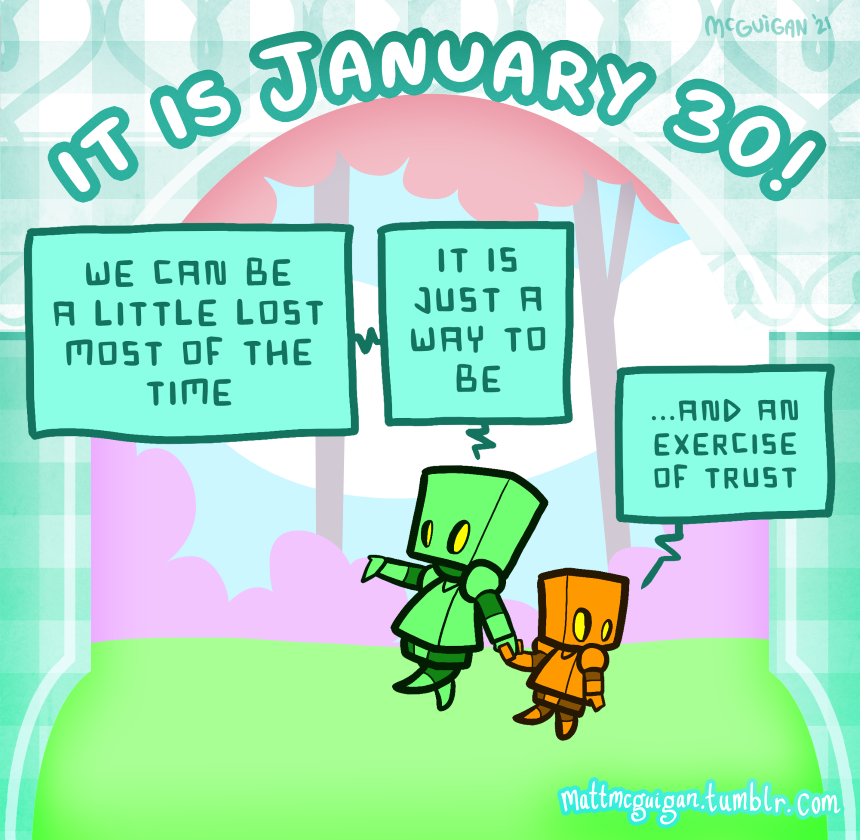 McGUIGAN '21
IT IS JANUARY 30!
WE CAN BE
A LITTLE LOST
MOST OF THE
TIME
IT IS
JUST A
WAY TO
BE
...AND AN
EXERCISE
OF TRUST
mattmcguigan.tumblr.com